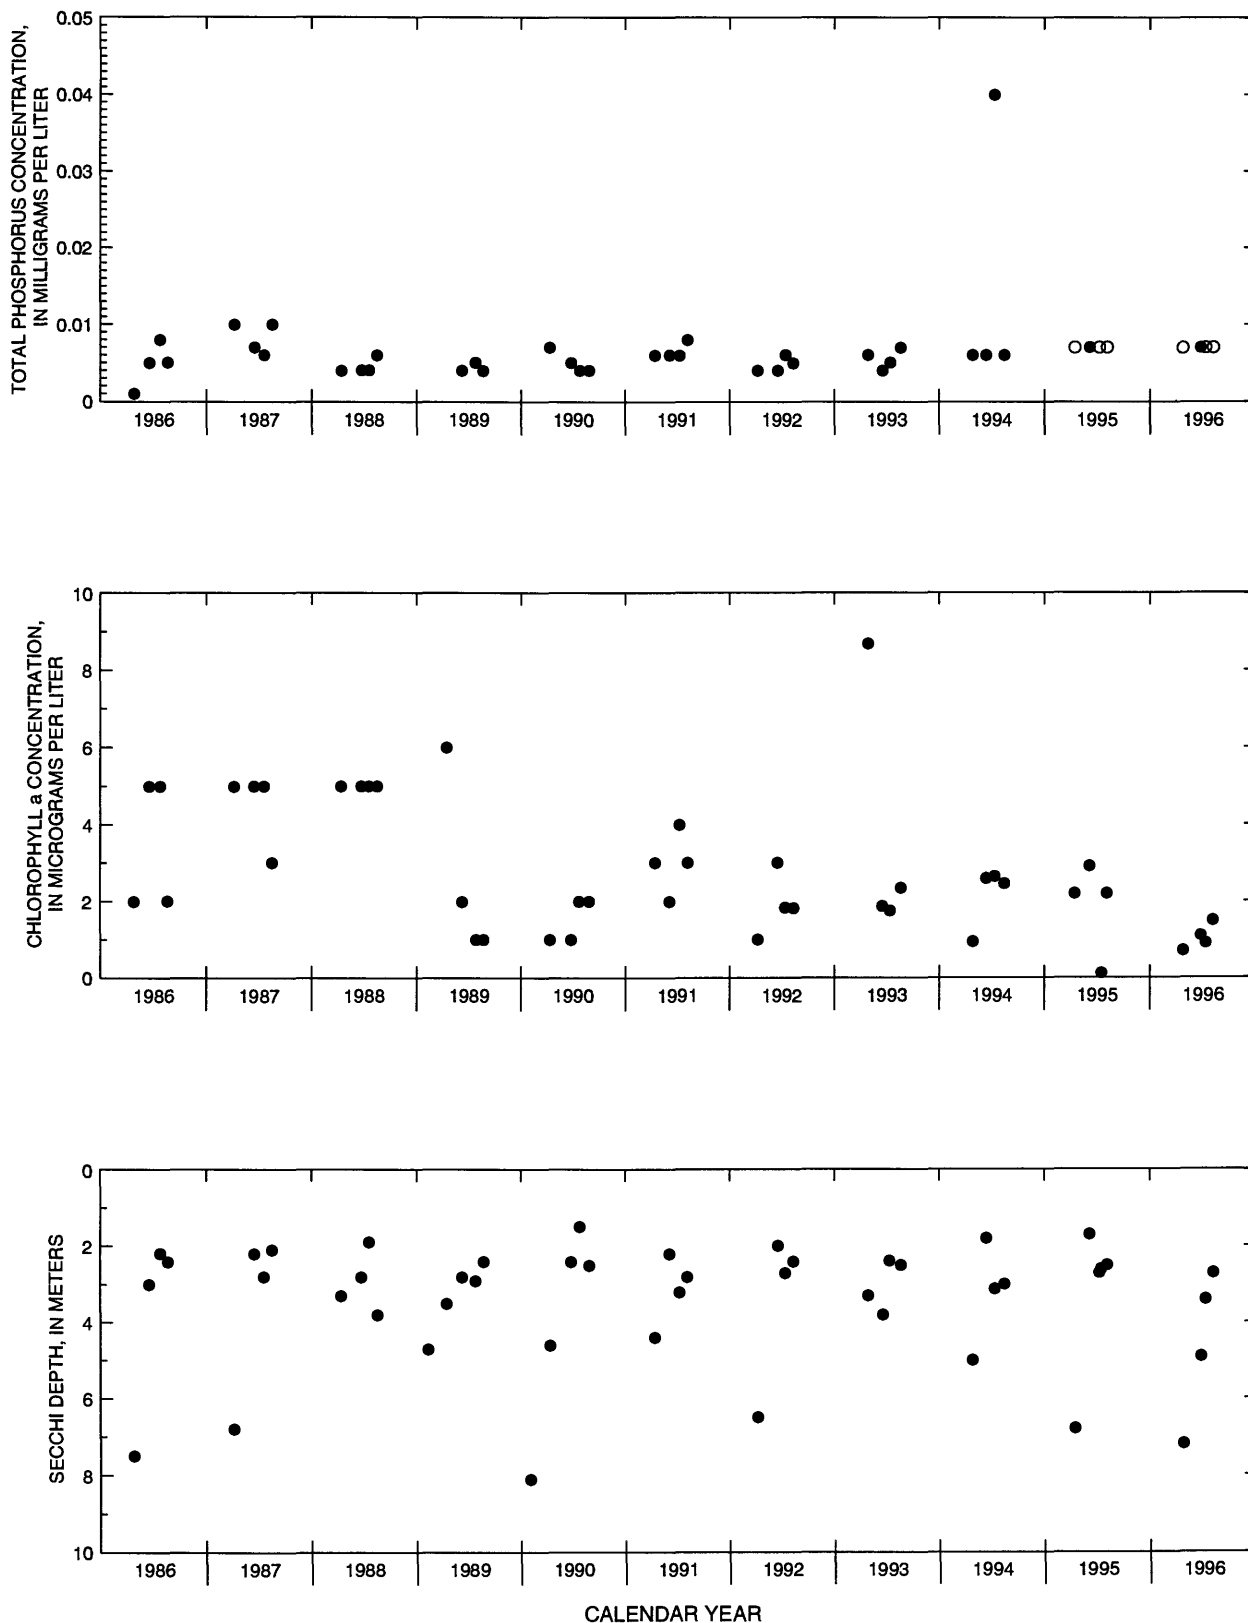 TOTAL PHOSPHORUS CONCENTRATION,
IN MILLIGRAMS PER LITER
0.05
0.04
0.03
0.02
0.01
0
1986 1987 1988 1989 1990 1991 1992 1993 1994 1995 1996
CHLOROPHYLL a CONCENTRATION,
IN MICROGRAMS PER LITER
10
8
6
4
2
0
1986 1987 1988 1989 1990 1991 1992 1993 1994 1995 1996
SECCHI DEPTH, IN METERS
0
2
4
6
8
10
1986 1987 1988 1989 1990 1991 1992 1993 1994 1995 1996
CALENDAR YEAR